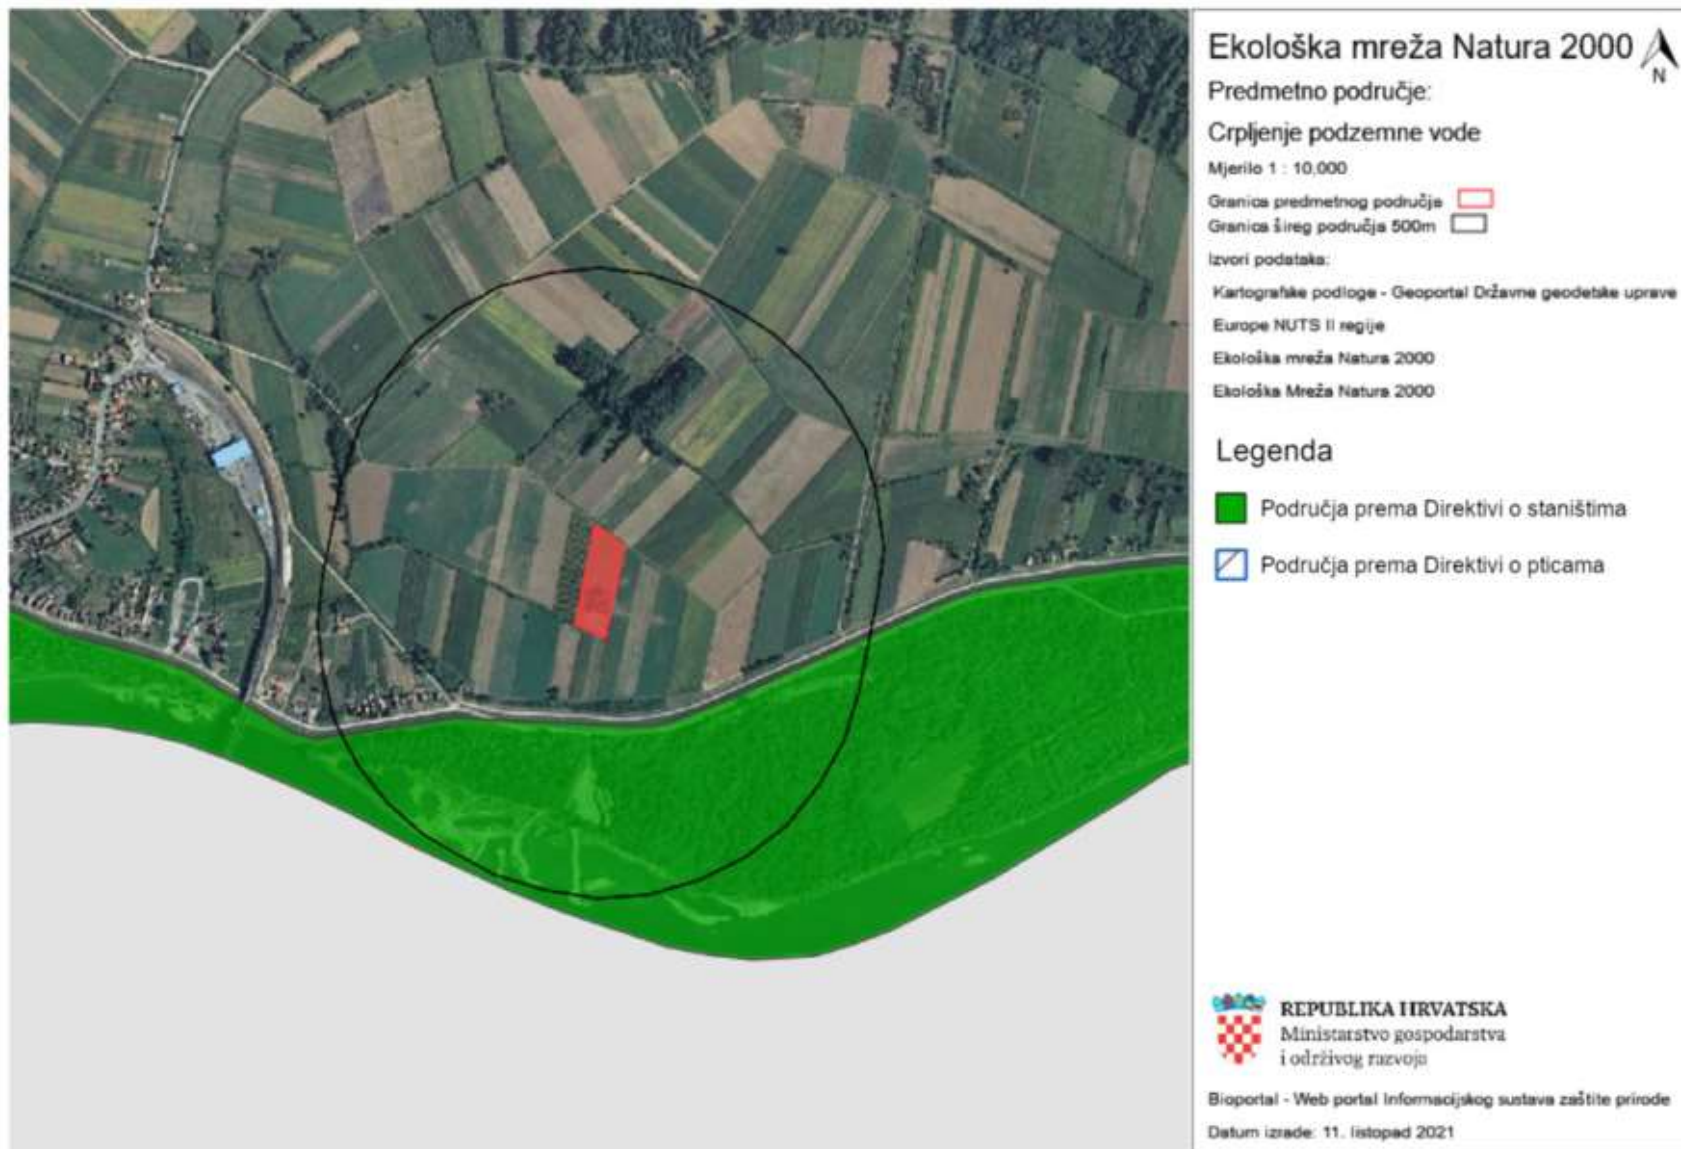 Ekološka mreža Natura 2000
N
Predmetno područje:
Crpljenje podzemne vode
Mjerilo 1 : 10.000
Granica predmetnog područja
Granica šireg područja 500m
Izvori podataka:
Kartografske podloge - Geoportal Državne geodetske uprave
Europe NUTS II regije
Ekološka mreža Natura 2000
Ekološka Mreža Natura 2000
Legenda
Područja prema Direktivi o staništima
Područja prema Direktivi o pticama
REPUBLIKA HRVATSKA
Ministarstvo gospodarstva
i održivog razvoja
Bioportal - Web portal Informacijskog sustava zaštite prirode
Datum izrade: 11. listopad 2021